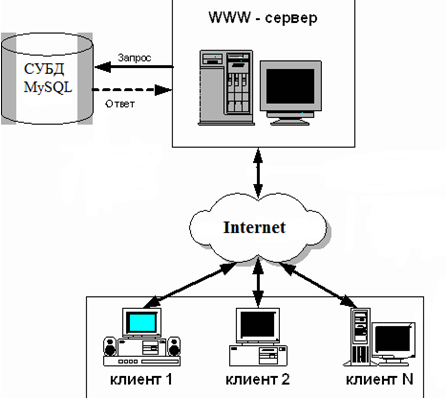 WWW - сервер
СУБД
MySQL
Запрос
Ответ
Internet
клиент 1
клиент 2
клиент N